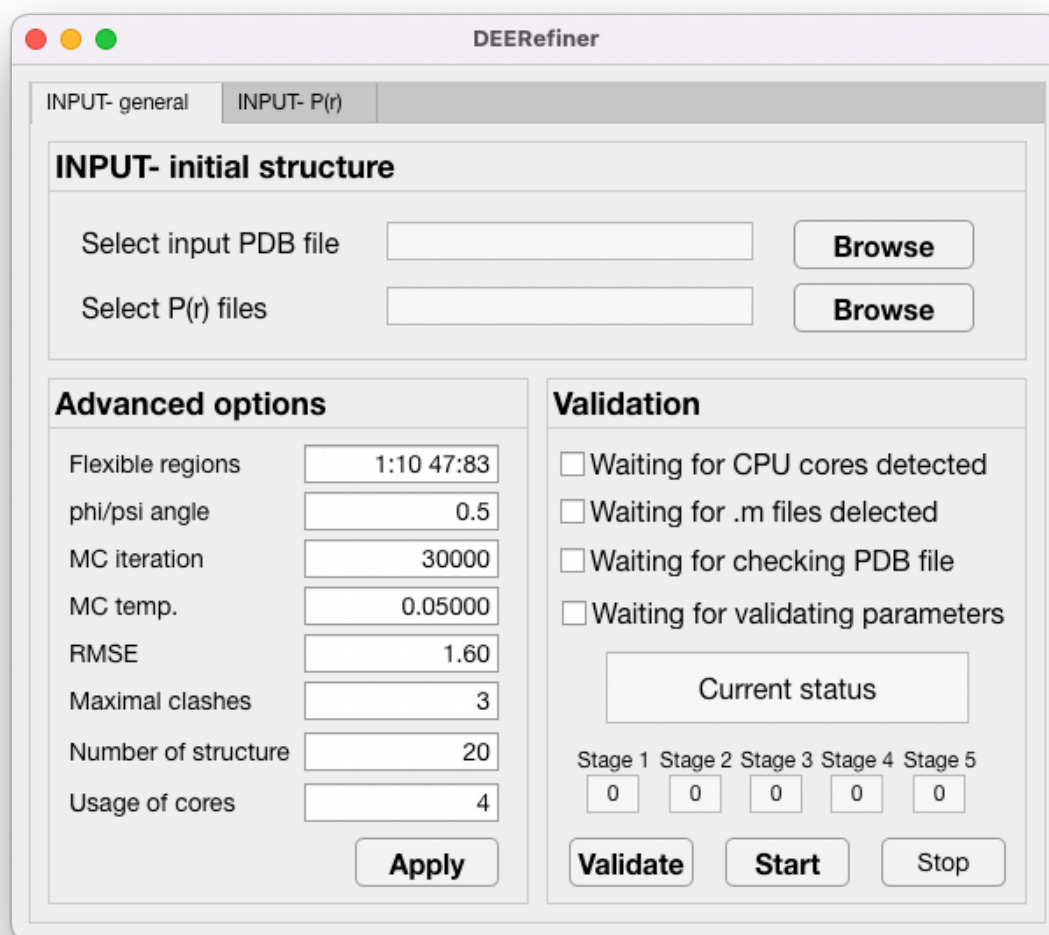 DEERefiner
INPUT- general
INPUT- P(r)
INPUT- initial structure
Select input PDB file
Browse
Select P(r) files
Browse
Advanced options
Flexible regions 1:10 47:83
phi/psi angle 0.5
MC iteration 30000
MC temp. 0.05000
RMSE 1.60
Maximal clashes 3
Number of structure 20
Usage of cores 4
Apply
Validation
Waiting for CPU cores detected
Waiting for .m files delected
Waiting for checking PDB file
Waiting for validating parameters
Current status
Stage 1 Stage 2 Stage 3 Stage 4 Stage 5
0 0 0 0 0
Validate Start Stop